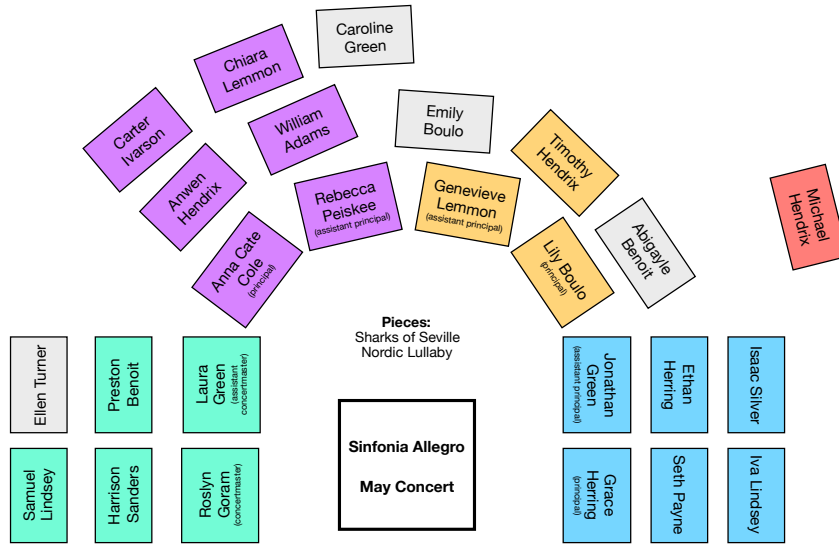 Caroline
Green
Chiara
Lemmon
Carter
Ivarson
William
Adams
Emily
Boulo
Timothy
Hendrix
Anwen
Hendrix
Rebecca
Peiskee
(assistant principal)
Genevieve
Lemmon
(assistant principal)
Michael
Hendrix
Anna Cate
Cole
(principal)
Lily Boulo
(principal)
Abigayle
Benoit
Pieces:
Sharks of Seville
Nordic Lullaby
Ellen Turner
Preston
Benoit
Laura
Green
(assistant
concertmaster)
Jonathan
Green
(assistant principal)
Ethan
Herring
Isaac Silver
Sinfonia Allegro
May Concert
Samuel
Lindsey
Harrison
Sanders
Roslyn
Goram
(concertmaster)
Grace
Herring
(principal)
Seth Payne
Iva Lindsey